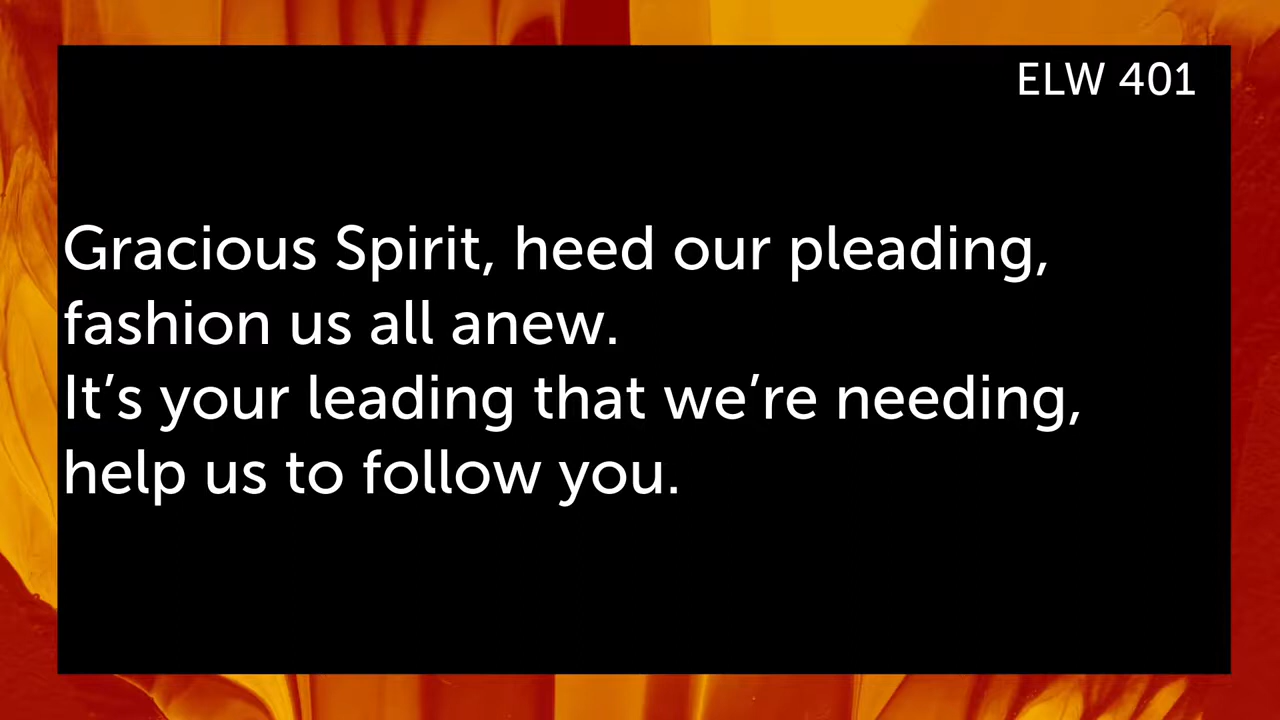 ELW 401
Gracious Spirit, heed our pleading,
fashion us all anew.
It’s your leading that we’re needing,
help us to follow you.